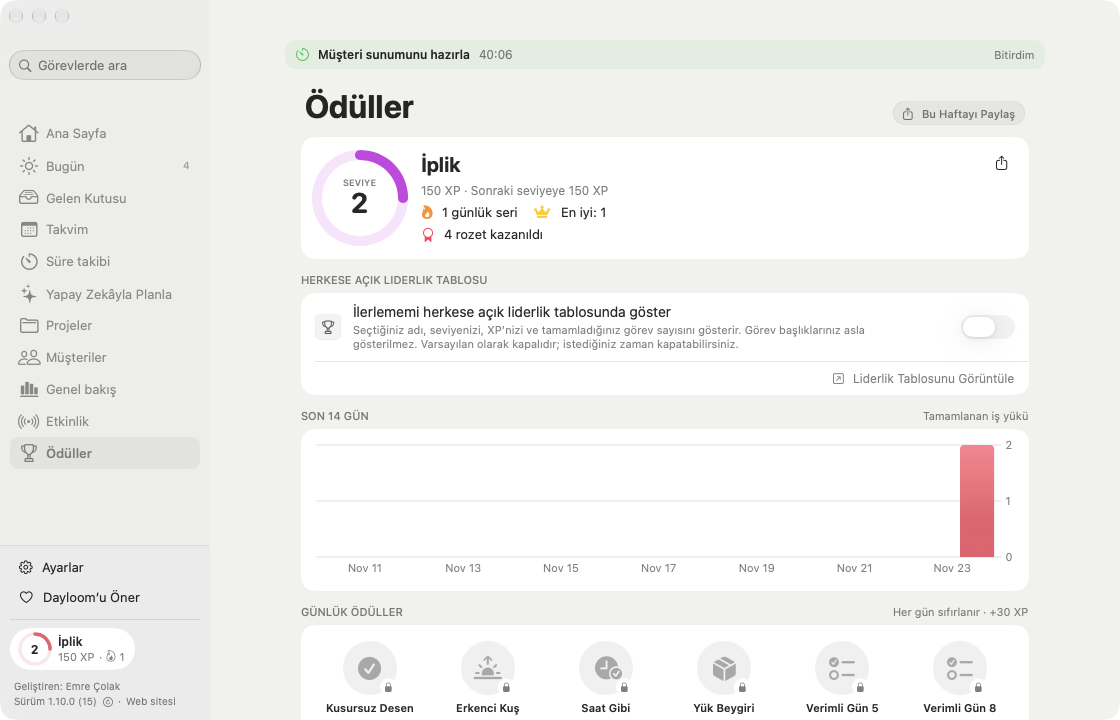 Görevlerde ara
Ana Sayfa
Bugün 4
Gelen Kutusu
Takvim
Süre takibi
Yapay Zekâyla Planla
Projeler
Müşteriler
Genel bakış
Etkinlik
Ödüller
Ayarlar
Dayloom'u Öner
2
İplik
150 XP · 1
Geliştiren: Emre Çolak
Sürüm 1.10.0 (15) · Web sitesi
Müşteri sunumunu hazırla 40:06 Bitirdim
Ödüller
Bu Haftayı Paylaş
SEVİYE
2
İplik
150 XP · Sonraki seviyeye 150 XP
1 günlük seri En iyi: 1
4 rozet kazanıldı
HERKESE AÇIK LIDERLIK TABLOSU
İlerlememi herkese açık liderlik tablosunda göster
Seçtiğiniz adı, seviyenizi, XP'nizi ve tamamladığınız görev sayısını gösterir. Görev başlıklarınız asla
gösterilmez. Varsayılan olarak kapalıdır; istediğiniz zaman kapatabilirsiniz.
Liderlik Tablosunu Görüntüle
SON 14 GÜN Tamamlanan iş yükü
2
1
0
Nov 11 Nov 13 Nov 15 Nov 17 Nov 19 Nov 21 Nov 23
GÜNLÜK ÖDÜLLER Her gün sıfırlanır · +30 XP
Kusursuz Desen Erkenci Kuş Saat Gibi Yük Beygiri Verimli Gün 5 Verimli Gün 8